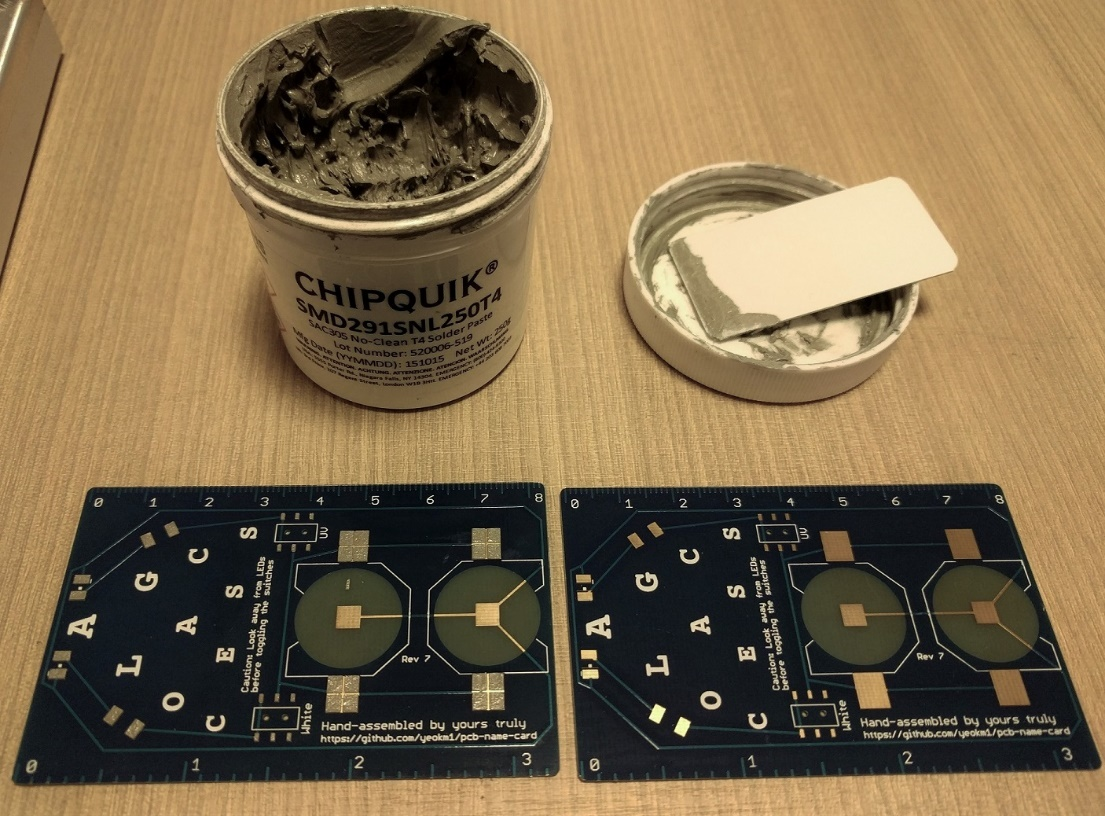 CHIPQUIK®
SMD291SNL250T4
SAC305 No-Clean T4 Solder Paste
Lot Number: 520006-519
Mfg Date (YYMMDD): 151015 Net Wt: 250g
0 1 2 3 4 5 6 7 8
S
C
G
A
S
A
L
E
O
C
UV
Caution: Look away from LEDs
before toggling the switches
Rev 7
White
Hand-assembled by yours truly
https://github.com/yeokm1/pcb-name-card
0 1 2 3
0 1 2 3 4 5 6 7 8
S
C
G
A
S
A
L
E
O
C
Caution: Look away from LEDs
before toggling the switches
Rev 7
White
Hand-assembled by yours truly
https://github.com/yeokm1/pcb-name-card
0 1 2 3